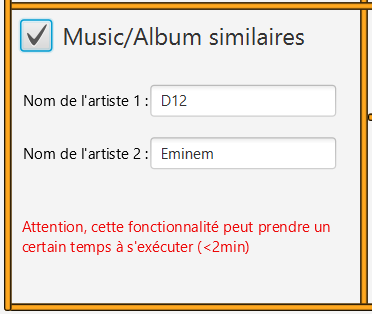 Music/Album similaires
Nom de l'artiste 1 : D12
Nom de l'artiste 2 : Eminem
Attention, cette fonctionnalité peut prendre un
certain temps à s'exécuter (<2min)